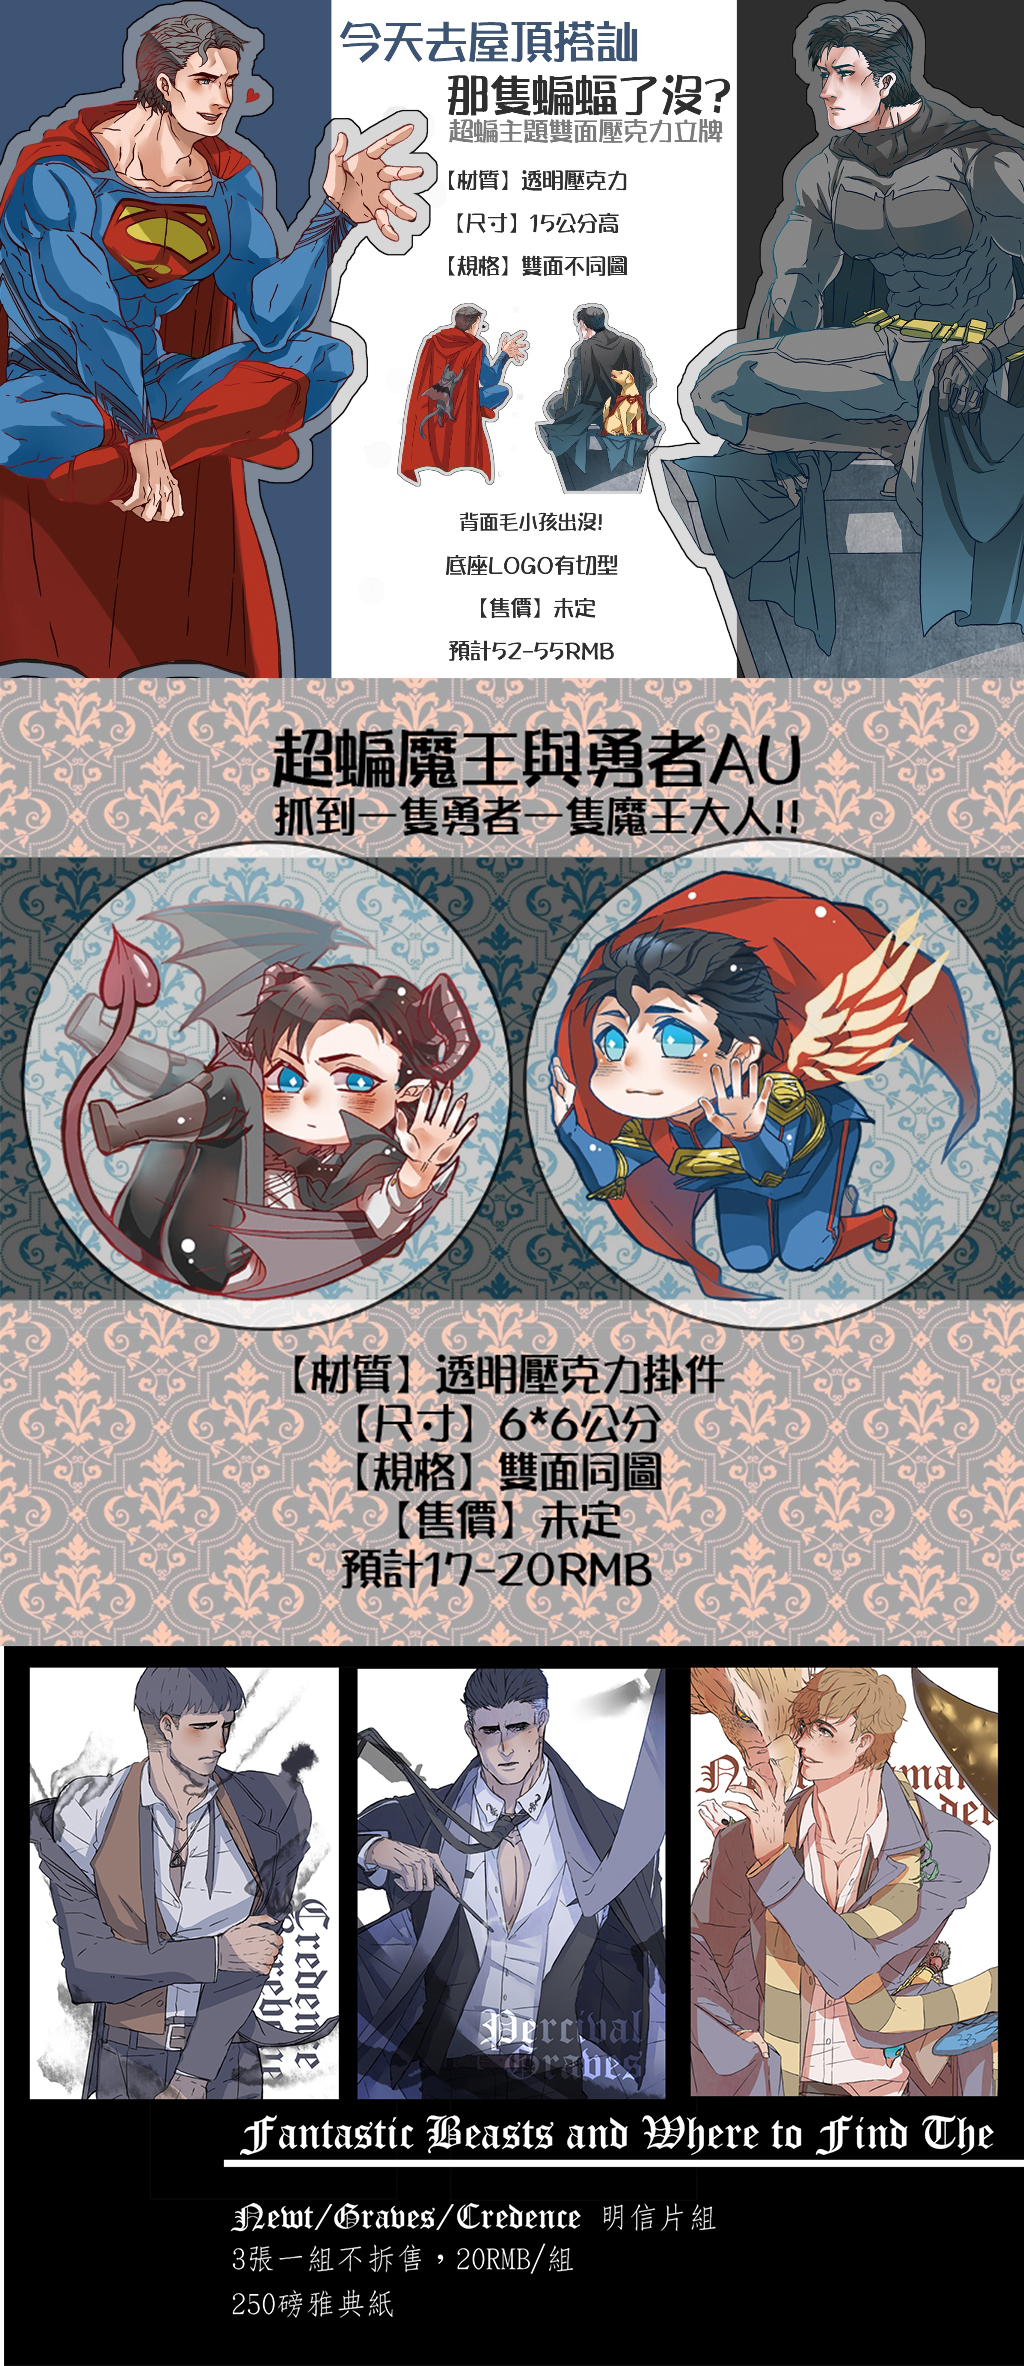 今天去屋頂搭訕
那隻蝙蝠了沒?
超蝙主題雙面壓克力立牌
【材質】透明壓克力
【尺寸】15公分高
【規格】雙面不同圖
背面毛小孩出沒!
底座LOGO有切型
【售價】未定
預計52-55RMB
超蝙魔王與勇者AU
抓到一隻勇者一隻魔王大人!!
【材質】透明壓克力掛件
【尺寸】6*6公分
【規格】雙面同圖
【售價】未定
預計17-20RMB
Credence
Percival
Graves
Fantastic Beasts and Where to Find The
Newt/Graves/Credence 明信片組
3張一組不拆售，20RMB/組
250磅雅典紙